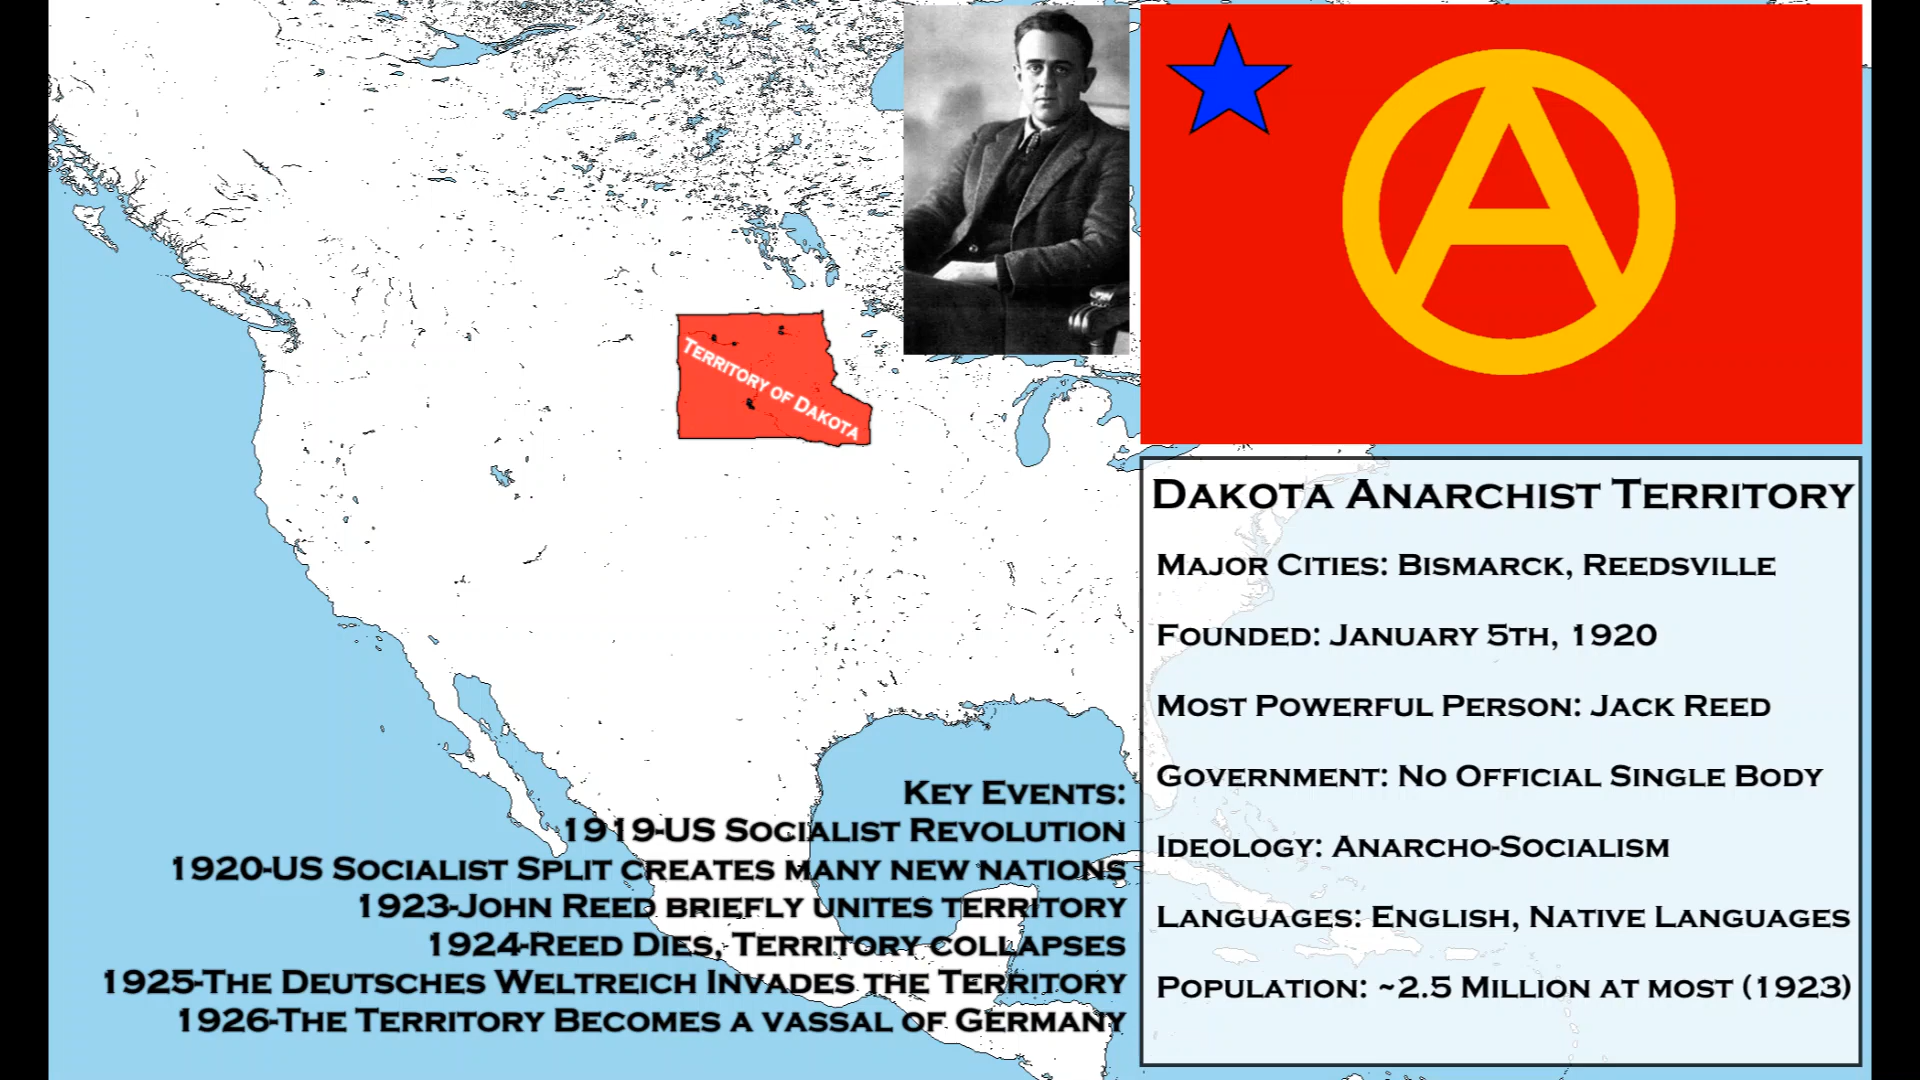 Territory of Dakota
Dakota Anarchist Territory
Major Cities: Bismarck, Reedsville
Founded: January 5th, 1920
Most Powerful Person: Jack Reed
Government: No Official Single Body
Ideology: Anarcho-Socialism
Languages: English, Native Languages
Population: ~2.5 Million at most (1923)
Key Events:
1919-US Socialist Revolution
1920-US Socialist Split creates many new nations
1923-John Reed briefly unites territory
1924-Reed Dies, Territory collapses
1925-The Deutsches Weltreich Invades the Territory
1926-The Territory Becomes a vassal of Germany